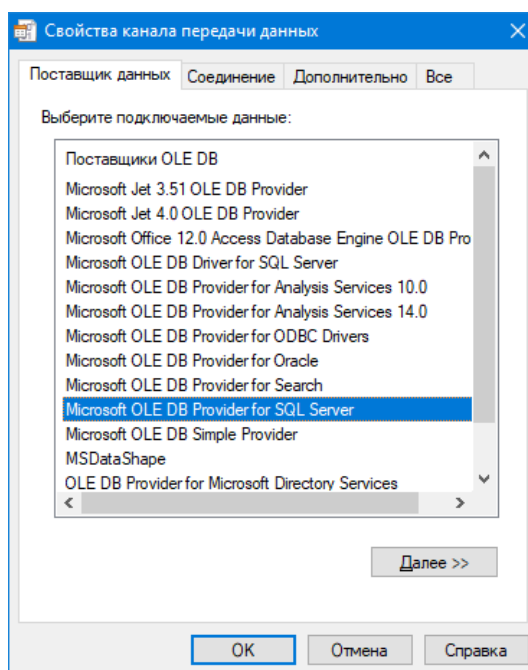 Свойства канала передачи данных
Поставщик данных Соединение Дополнительно Все
Выберите подключаемые данные:
Поставщики OLE DB
Microsoft Jet 3.51 OLE DB Provider
Microsoft Jet 4.0 OLE DB Provider
Microsoft Office 12.0 Access Database Engine OLE DB Pro
Microsoft OLE DB Driver for SQL Server
Microsoft OLE DB Provider for Analysis Services 10.0
Microsoft OLE DB Provider for Analysis Services 14.0
Microsoft OLE DB Provider for ODBC Drivers
Microsoft OLE DB Provider for Oracle
Microsoft OLE DB Provider for Search
Microsoft OLE DB Provider for SQL Server
Microsoft OLE DB Simple Provider
MSDataShape
OLE DB Provider for Microsoft Directory Services
Далее >>
OK Отмена Справка